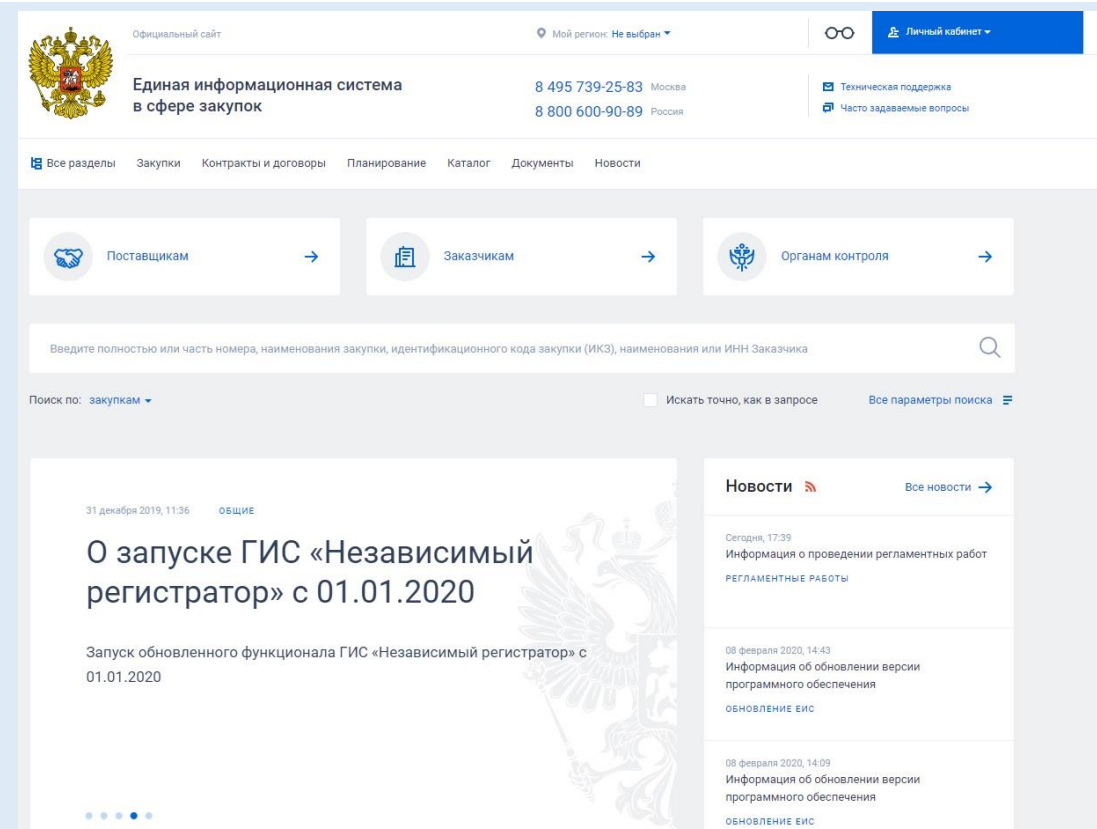 Официальный сайт
Мой регион: Не выбран
Личный кабинет
Единая информационная система
в сфере закупок
8 495 739-25-83 Москва
8 800 600-90-89 Россия
Техническая поддержка
Часто задаваемые вопросы
Все разделы Закупки Контракты и договоры Планирование Каталог Документы Новости
Поставщикам
Заказчикам
Органам контроля
Введите полностью или часть номера, наименования закупки, идентификационного кода закупки (ИКЗ), наименования или ИНН Заказчика
Поиск по: закупкам
Искать точно, как в запросе
Все параметры поиска
31 декабря 2019, 11:36 ОБЩИЕ
О запуске ГИС «Независимый
регистратор» с 01.01.2020
Запуск обновленного функционала ГИС «Независимый регистратор» с
01.01.2020
Новости
Все новости
Сегодня, 17:39
Информация о проведении регламентных работ
РЕГЛАМЕНТНЫЕ РАБОТЫ
08 февраля 2020, 14:43
Информация об обновлении версии
программного обеспечения
ОБНОВЛЕНИЕ ЕИС
08 февраля 2020, 14:09
Информация об обновлении версии
программного обеспечения
ОБНОВЛЕНИЕ ЕИС